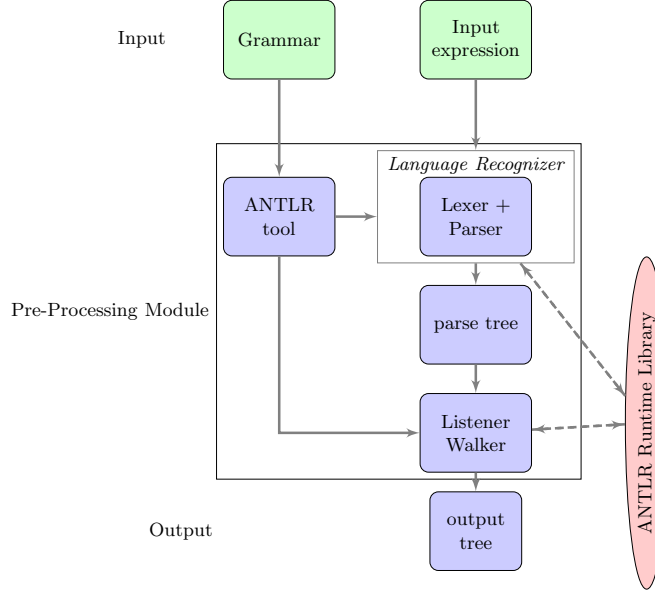 Input
Grammar
Input
expression
Language Recognizer
ANTLR
tool
Lexer +
Parser
Pre-Processing Module
parse tree
ANTLR Runtime Library
Listener
Walker
Output
output
tree